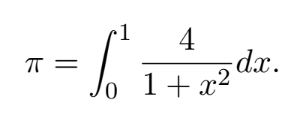 π = ∫₀¹ 4/(1 + x²) dx.